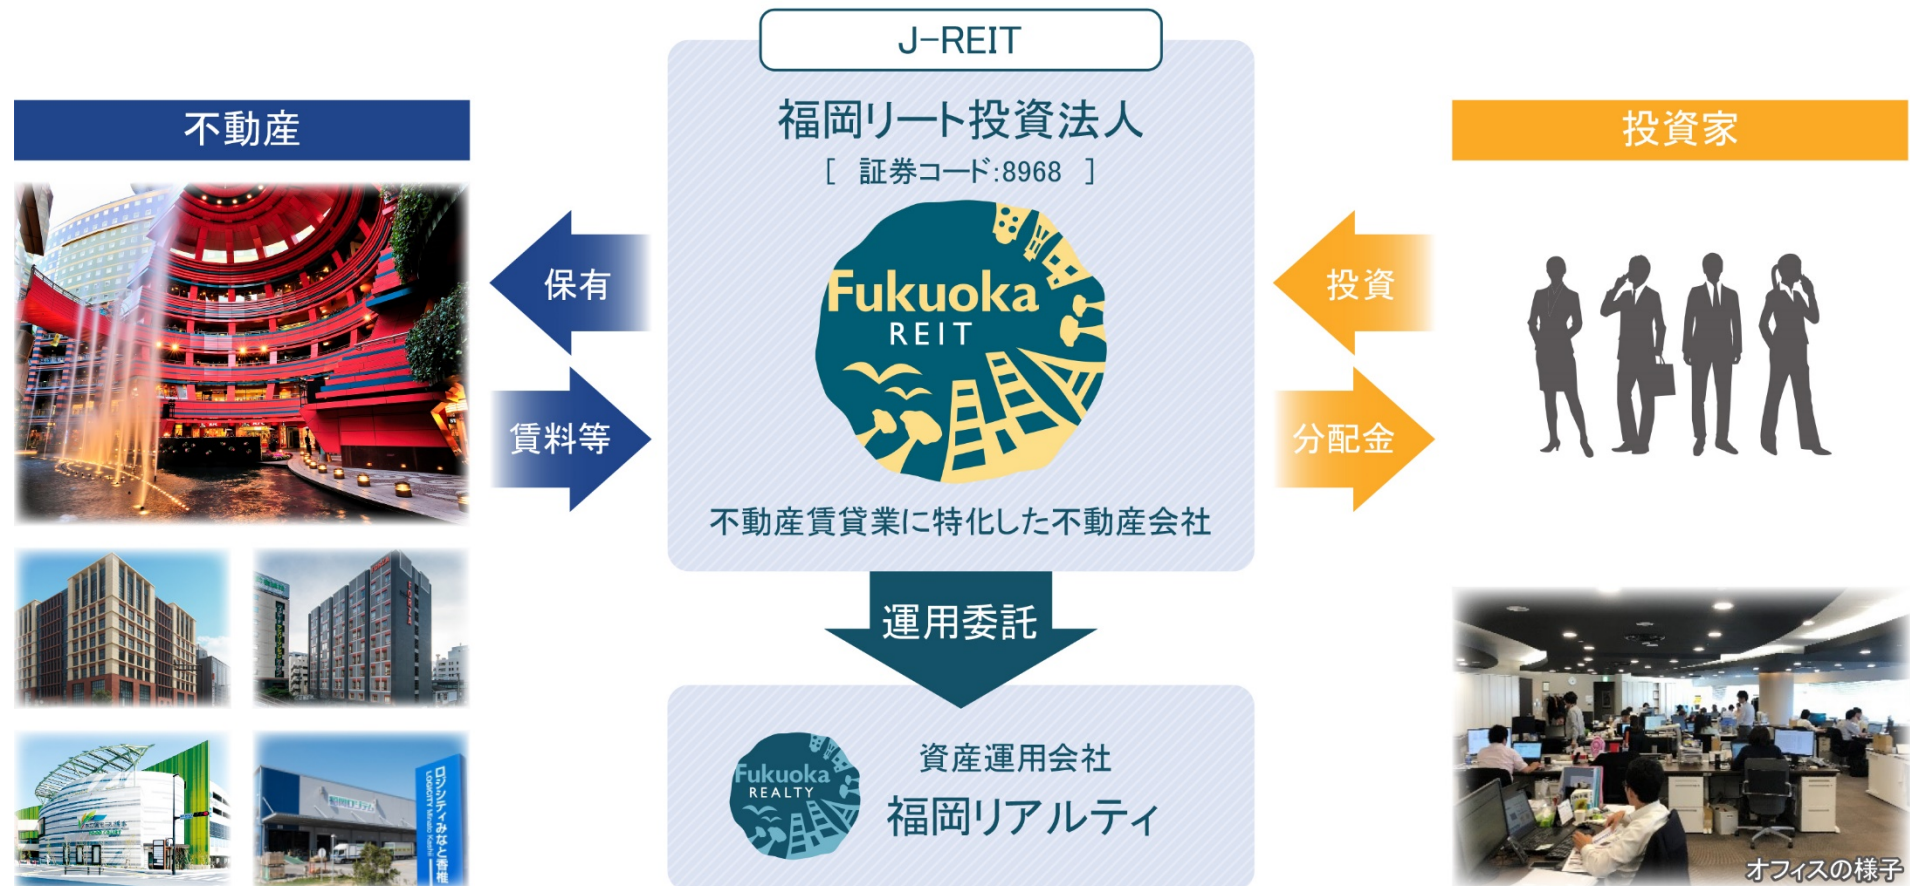 J-REIT
福岡リート投資法人
[ 証券コード:8968 ]
不動産
投資家
Fukuoka
REIT
保有
賃料等
投資
分配金
不動産賃貸業に特化した不動産会社
運用委託
Fukuoka
REALTY
資産運用会社
福岡リアルティ
ロジシティみなと香椎
LOGICITY Minato Kashii
オフィスの様子